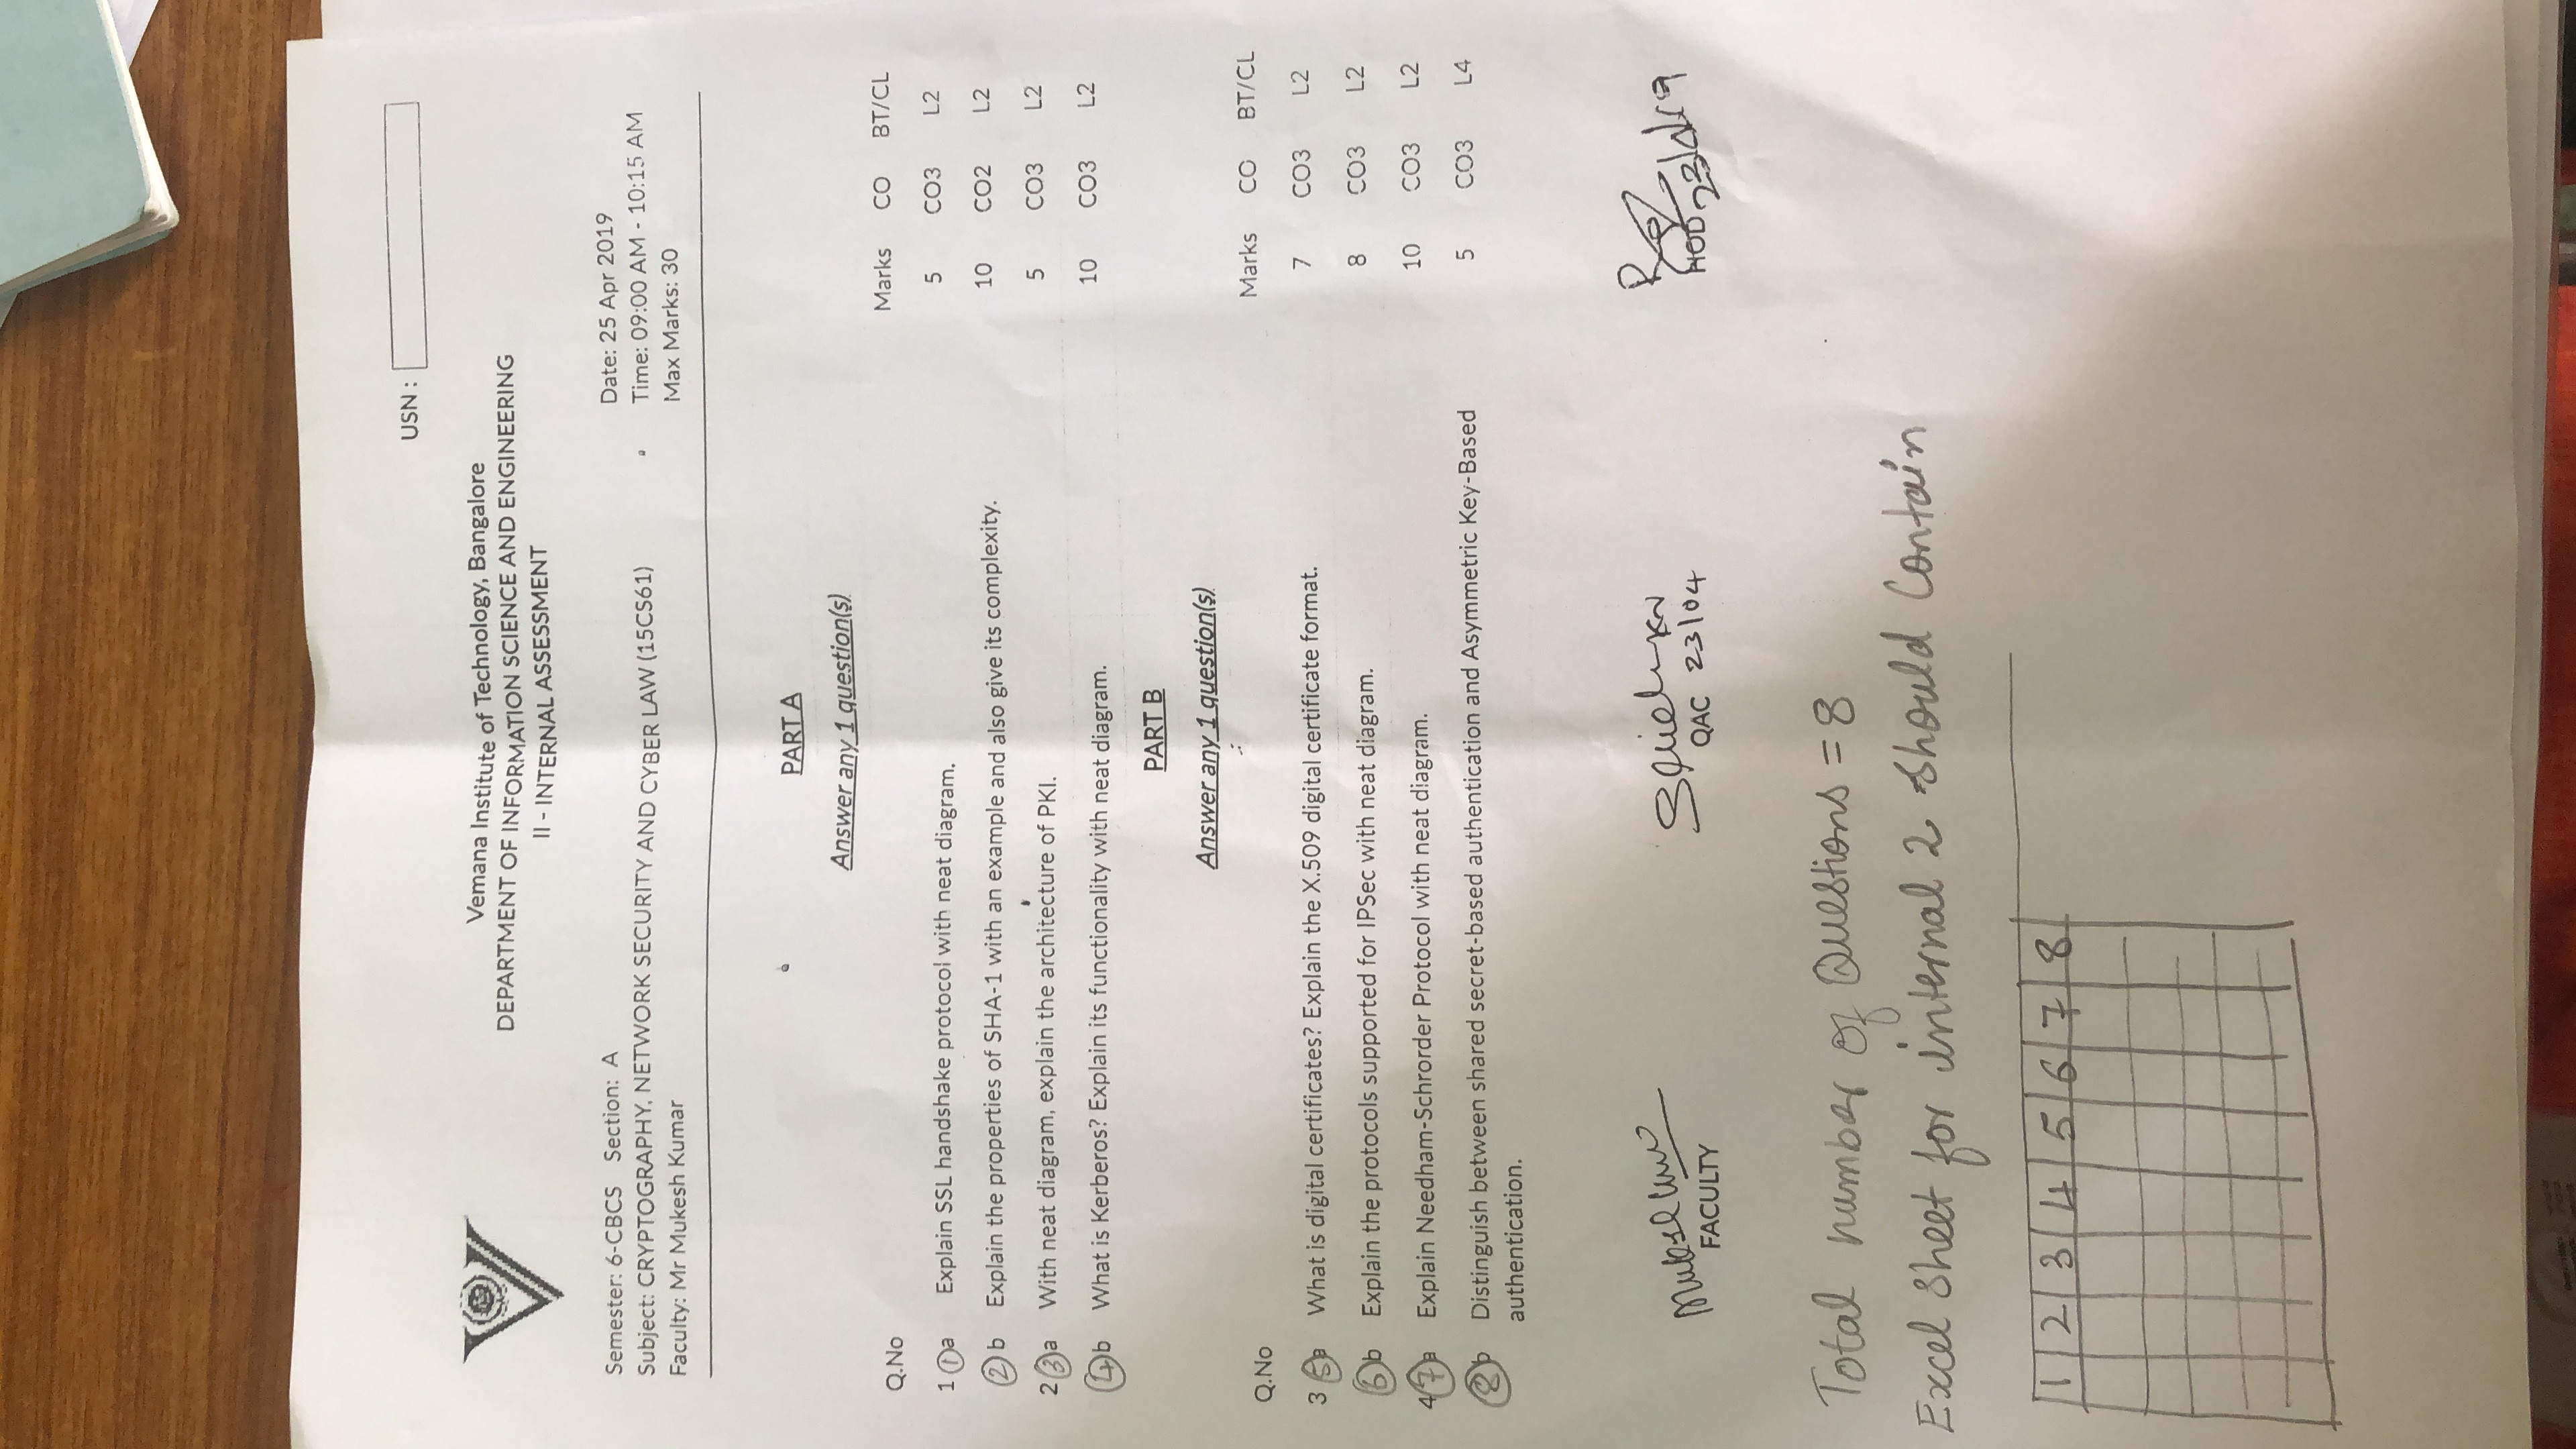 USN :
Vemana Institute of Technology, Bangalore
DEPARTMENT OF INFORMATION SCIENCE AND ENGINEERING
II - INTERNAL ASSESSMENT
Semester: 6-CBCS Section: A
Date: 25 Apr 2019
Subject: CRYPTOGRAPHY, NETWORK SECURITY AND CYBER LAW (15CS61)
Time: 09:00 AM - 10:15 AM
Faculty: Mr Mukesh Kumar
Max Marks: 30
PART A
Answer any 1 question(s)
Q.No Marks CO BT/CL
1 ① a Explain SSL handshake protocol with neat diagram. 5 CO3 L2
② b Explain the properties of SHA-1 with an example and also give its complexity. 10 CO2 L2
2 ③ a With neat diagram, explain the architecture of PKI. 5 CO3 L2
④ b What is Kerberos? Explain its functionality with neat diagram. 10 CO3 L2
PART B
Answer any 1 question(s)
Q.No Marks CO BT/CL
3 ⑤ a What is digital certificates? Explain the X.509 digital certificate format. 7 CO3 L2
⑥ b Explain the protocols supported for IPSec with neat diagram. 8 CO3 L2
4 ⑦ a Explain Needham-Schrorder Protocol with neat diagram. 10 CO3 L2
⑧ b Distinguish between shared secret-based authentication and Asymmetric Key-Based 5 CO3 L4
authentication.
FACULTY QAC 23/04 HOD 23/4/19
Total number of Questions = 8
Excel Sheet for internal 2 should Contain
1 2 3 4 5 6 7 8